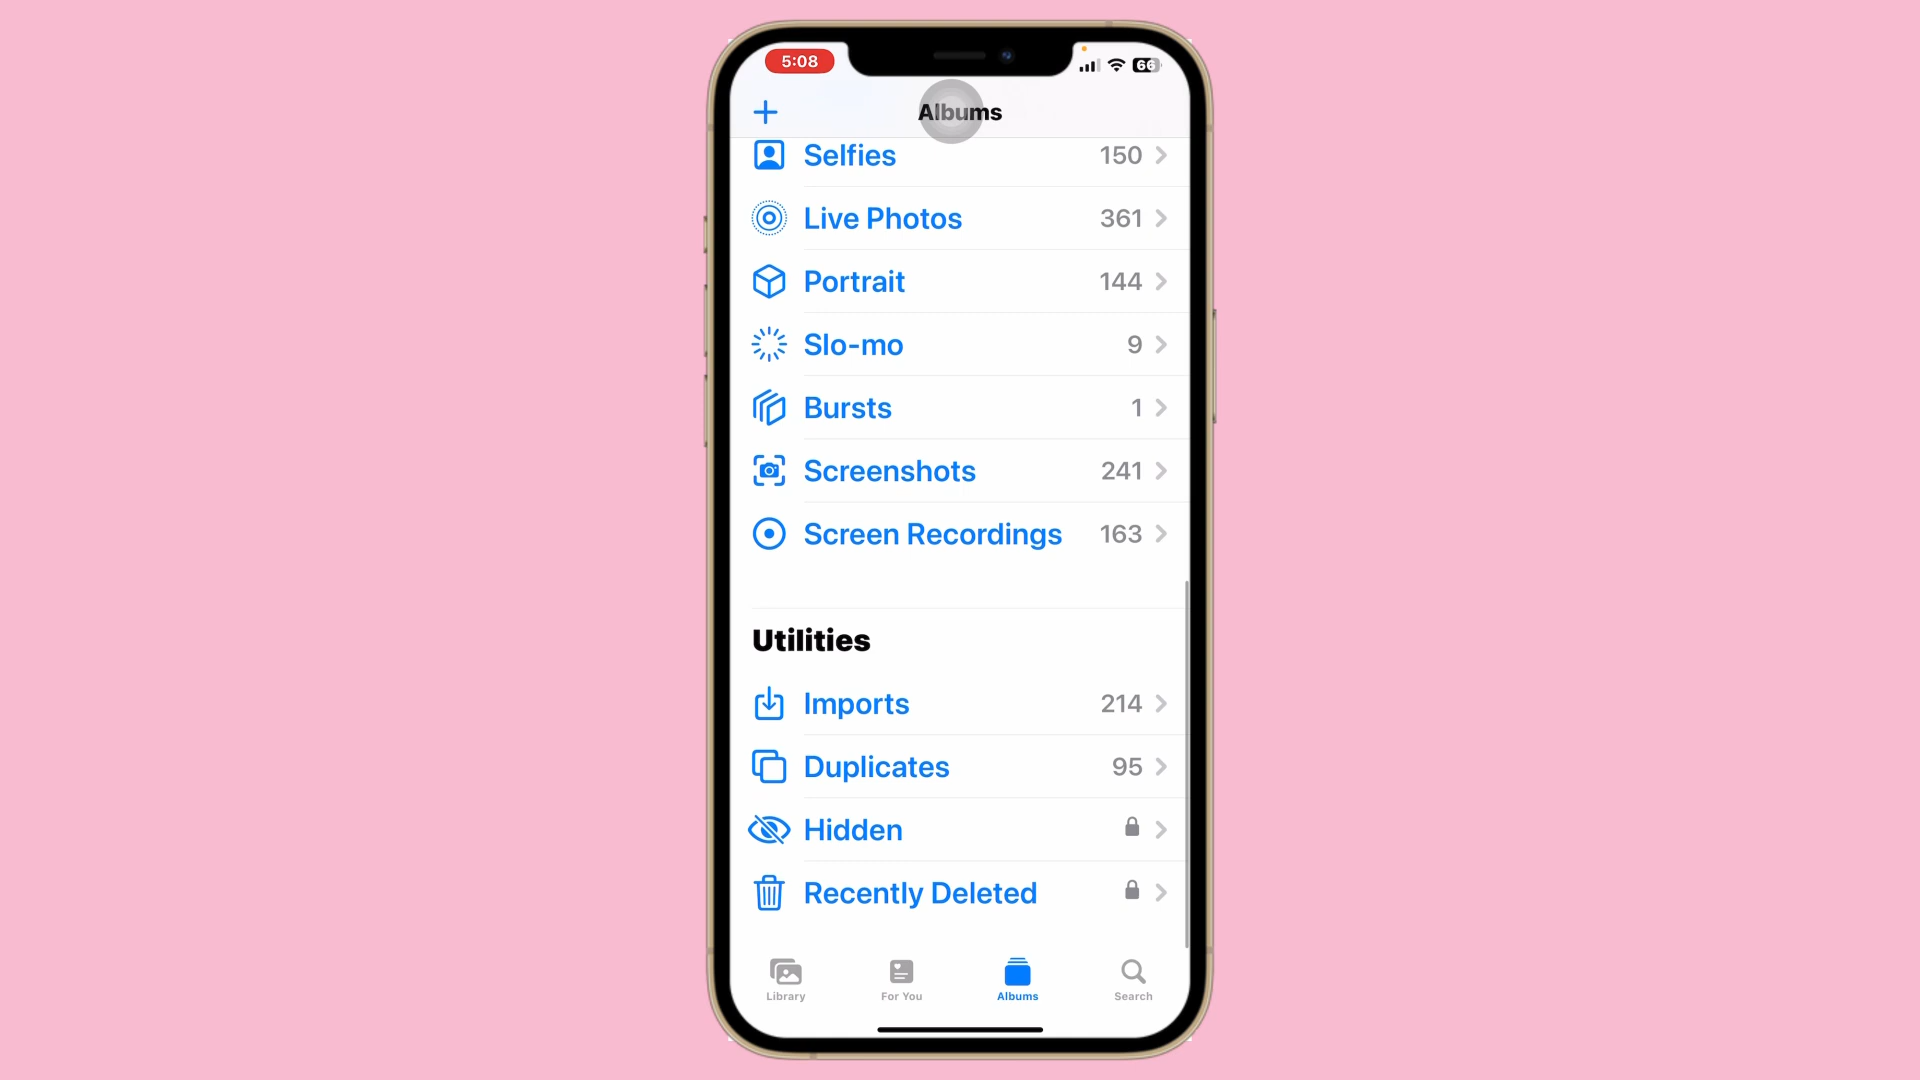 5:08
66
Albums
Selfies 150
Live Photos 361
Portrait 144
Slo-mo 9
Bursts 1
Screenshots 241
Screen Recordings 163
Utilities
Imports 214
Duplicates 95
Hidden
Recently Deleted
Library For You Albums Search